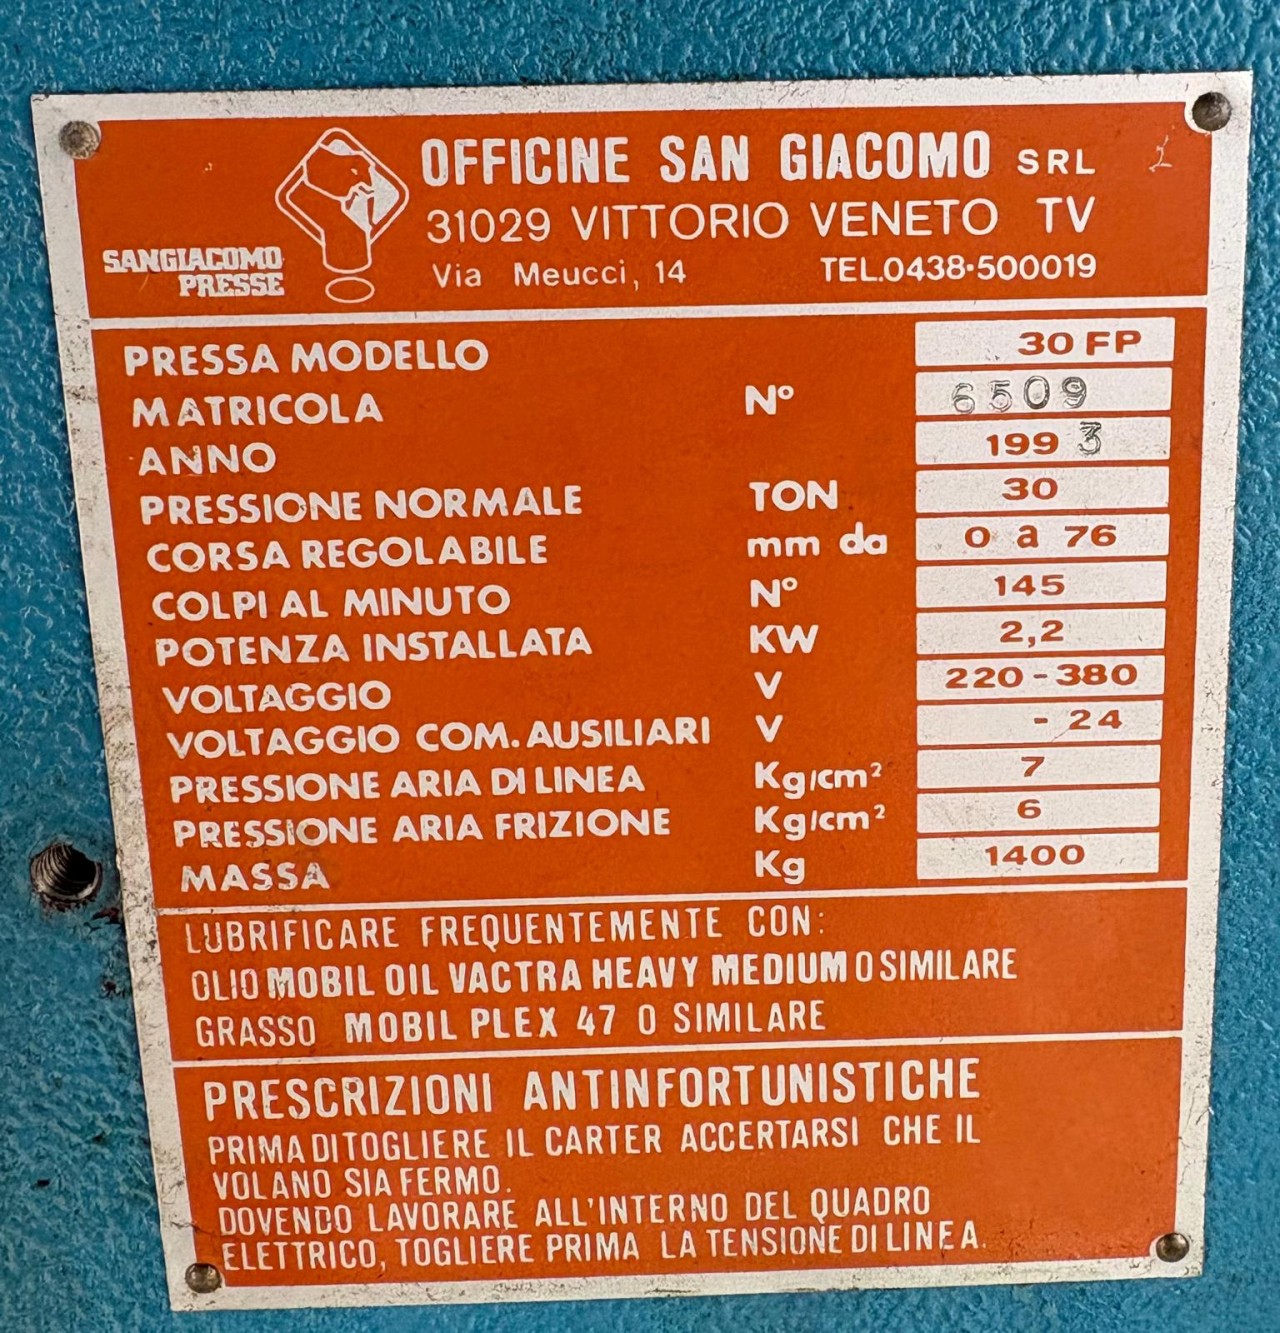 SANGIACOMO
PRESSE
OFFICINE SAN GIACOMO SRL
31029 VITTORIO VENETO TV
Via Meucci, 14 TEL.0438·500019
PRESSA MODELLO 30 FP
MATRICOLA N° 6509
ANNO 1993
PRESSIONE NORMALE TON 30
CORSA REGOLABILE mm da 0 a 76
COLPI AL MINUTO N° 145
POTENZA INSTALLATA KW 2,2
VOLTAGGIO V 220-380
VOLTAGGIO COM. AUSILIARI V - 24
PRESSIONE ARIA DI LINEA Kg/cm² 7
PRESSIONE ARIA FRIZIONE Kg/cm² 6
MASSA Kg 1400
LUBRIFICARE FREQUENTEMENTE CON:
OLIO MOBIL OIL VACTRA HEAVY MEDIUM O SIMILARE
GRASSO MOBIL PLEX 47 O SIMILARE
PRESCRIZIONI ANTINFORTUNISTICHE
PRIMA DI TOGLIERE IL CARTER ACCERTARSI CHE IL
VOLANO SIA FERMO.
DOVENDO LAVORARE ALL'INTERNO DEL QUADRO
ELETTRICO, TOGLIERE PRIMA LA TENSIONE DI LINEA.